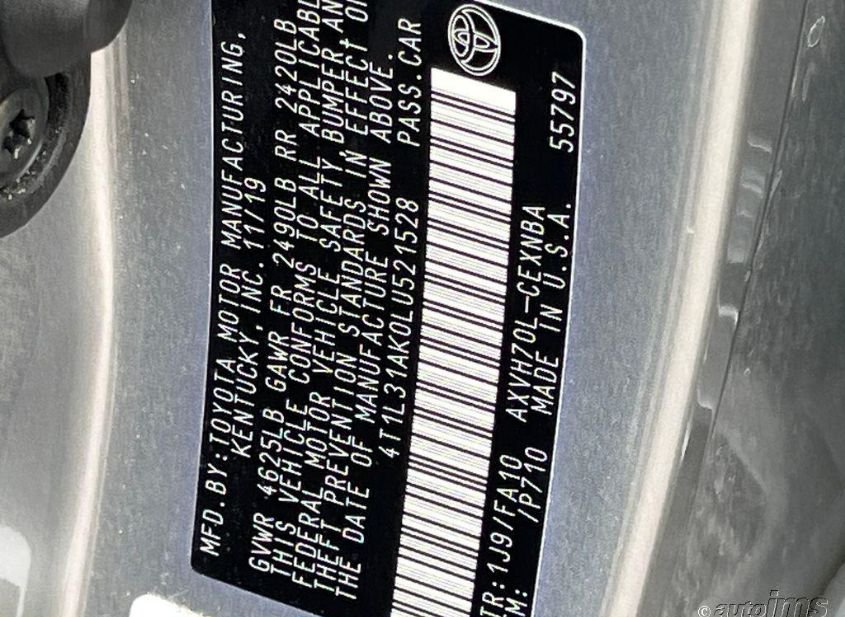 MFD. BY:TOYOTA MOTOR MANUFACTURING,
KENTUCKY, INC. 11/19
GVWR 4625LB GAWR FR 2490LB RR 2420LB
THIS VEHICLE CONFORMS TO ALL APPLICABL
FEDERAL MOTOR VEHICLE SAFETY BUMPER AN
THEFT PREVENTION STANDARDS IN EFFECT ON
THE DATE OF MANUFACTURE SHOWN ABOVE.
4T1L31AK0LU521528 PASS.CAR
TR:1J9/FA10 AXVH70L-CEXNBA 55797
M: /P710 MADE IN U.S.A.
© autoims